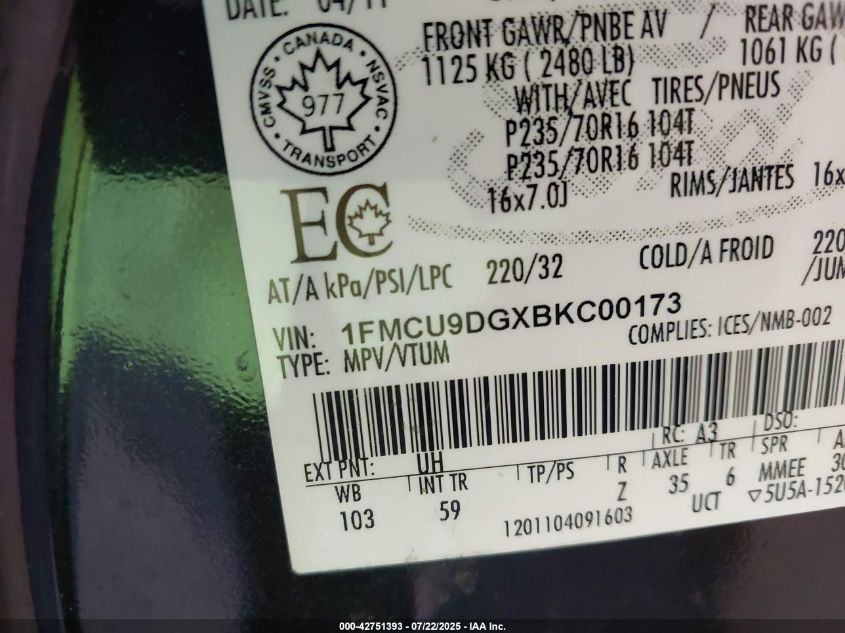 DATE: 04/11
FRONT GAWR/PNBE AV / REAR GAW
1125 KG ( 2480 LB) 1061 KG (
WITH/AVEC TIRES/PNEUS
P235/70R16 104T
P235/70R16 104T
16x7.0J RIMS/JANTES 16x
CANADA
CMVSS NSVAC
977
TRANSPORT
EC
AT/A kPa/PSI/LPC 220/32 COLD/A FROID 220
/JUM
VIN: 1FMCU9DGXBKC00173
TYPE: MPV/VTUM COMPLIES: ICES/NMB-002
EXT PNT: UH RC: A3 DSO:
WB INT TR TP/PS R AXLE TR SPR
103 59 Z 35 6 MMEE 30
1201104091603 UCT ▽5U5A-152
000-42751393 - 07/22/2025 - IAA Inc.